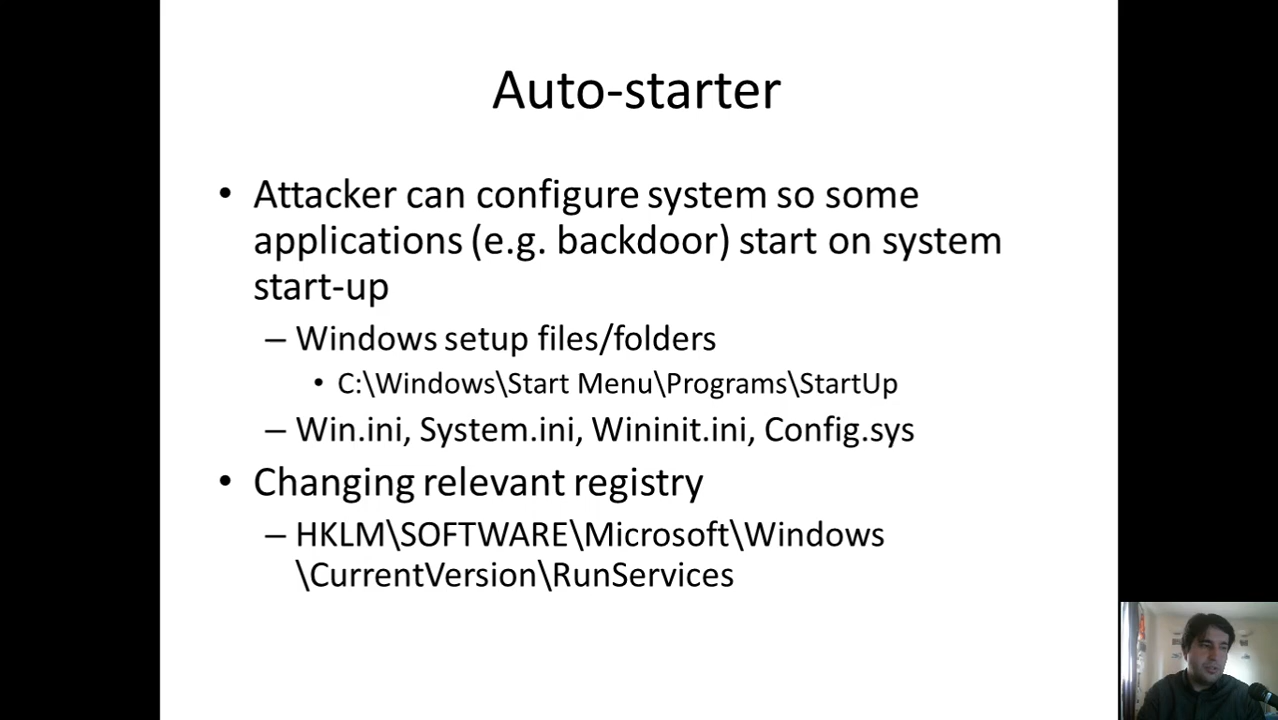 Auto-starter
• Attacker can configure system so some
applications (e.g. backdoor) start on system
start-up
– Windows setup files/folders
• C:\Windows\Start Menu\Programs\StartUp
– Win.ini, System.ini, Wininit.ini, Config.sys
• Changing relevant registry
– HKLM\SOFTWARE\Microsoft\Windows
\CurrentVersion\RunServices